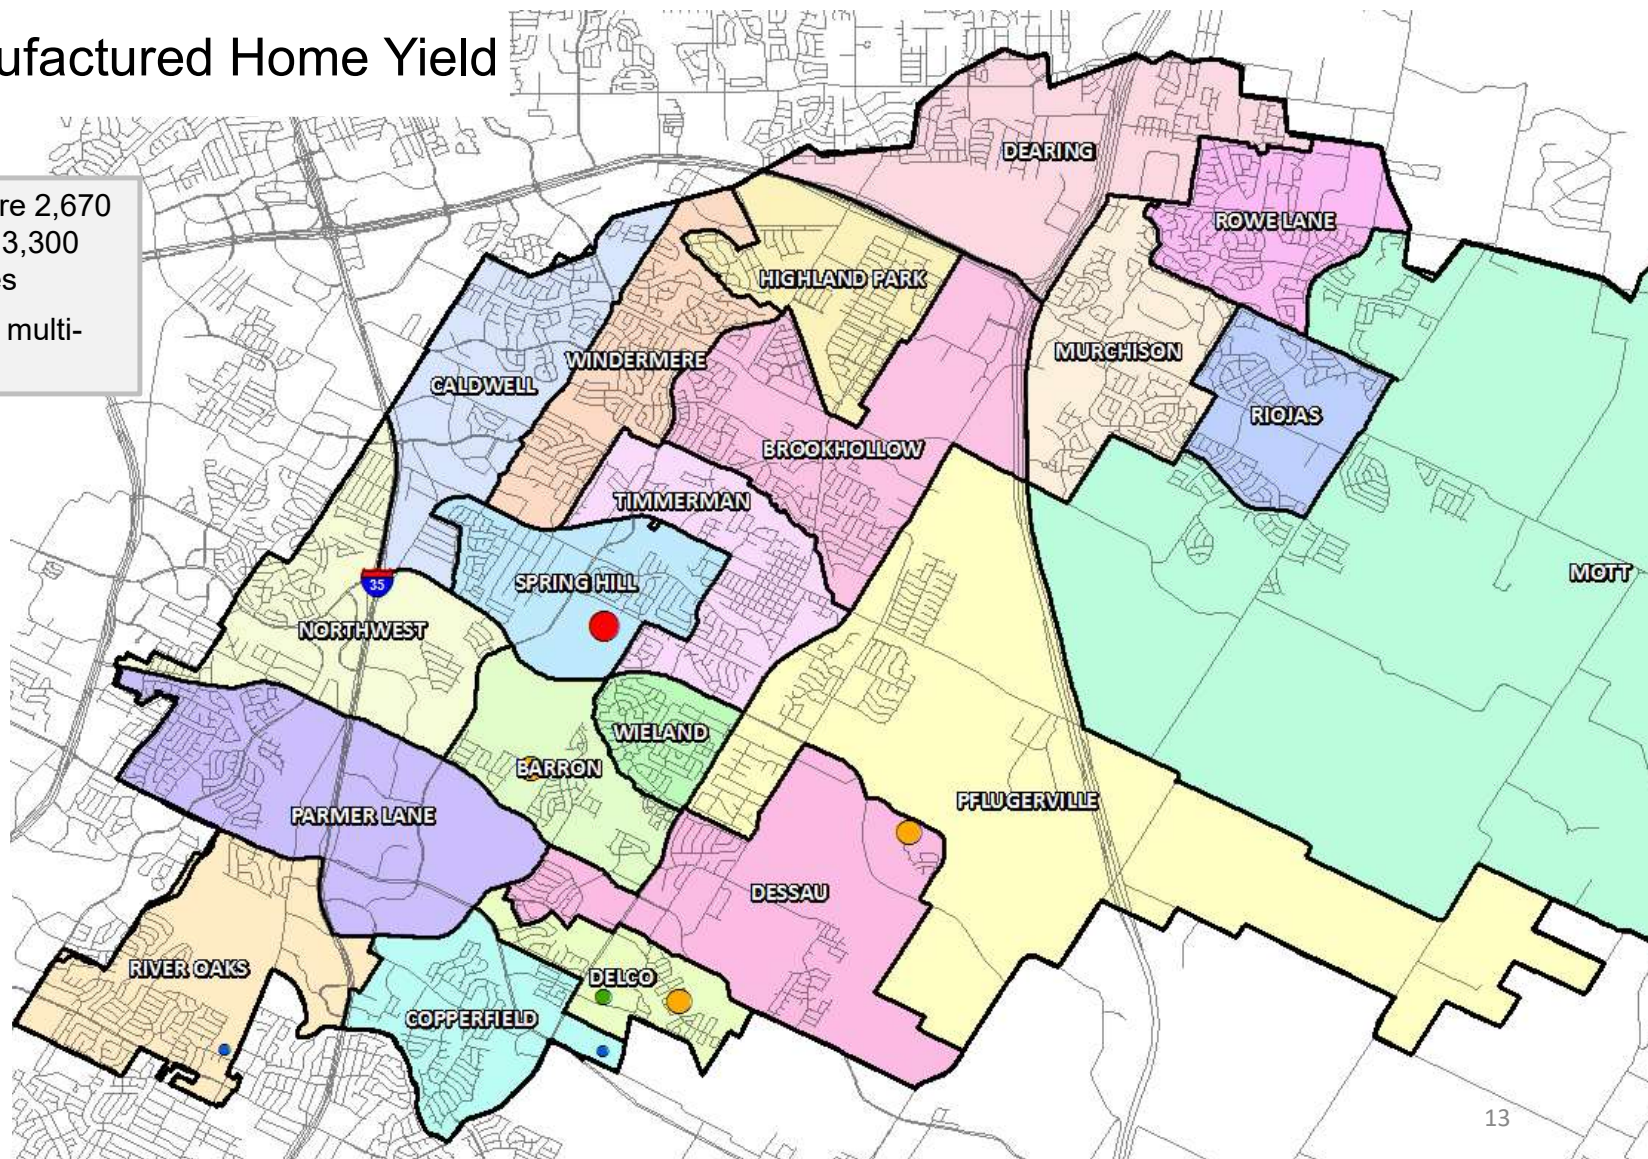 ufactured Home Yield
re 2,670
3,300
es
multi-
DEARING
ROWE LANE
HIGHLAND PARK
WINDERMERE
MURCHISON
CALDWELL
RIOJAS
BROOKHOLLOW
TIMMERMAN
SPRING HILL
MOTT
35
NORTHWEST
WIELAND
BARRON
PFLUGERVILLE
PARMER LANE
DESSAU
RIVER OAKS
DELCO
COPPERFIELD
13